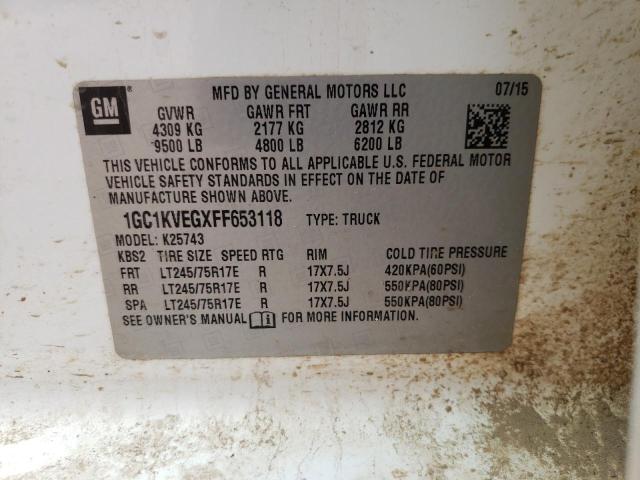 GM
MFD BY GENERAL MOTORS LLC 07/15
GVWR GAWR FRT GAWR RR
4309 KG 2177 KG 2812 KG
9500 LB 4800 LB 6200 LB
THIS VEHICLE CONFORMS TO ALL APPLICABLE U.S. FEDERAL MOTOR
VEHICLE SAFETY STANDARDS IN EFFECT ON THE DATE OF
MANUFACTURE SHOWN ABOVE.
1GC1KVEGXFF653118 TYPE: TRUCK
MODEL: K25743
KBS2 TIRE SIZE SPEED RTG RIM COLD TIRE PRESSURE
FRT LT245/75R17E R 17X7.5J 420KPA(60PSI)
RR LT245/75R17E R 17X7.5J 550KPA(80PSI)
SPA LT245/75R17E R 17X7.5J 550KPA(80PSI)
SEE OWNER'S MANUAL FOR MORE INFORMATION.